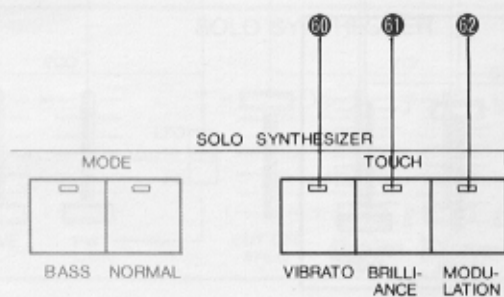 60 61 62
SOLO SYNTHESIZER
MODE TOUCH
BASS NORMAL VIBRATO BRILLI- MODU-
ANCE LATION